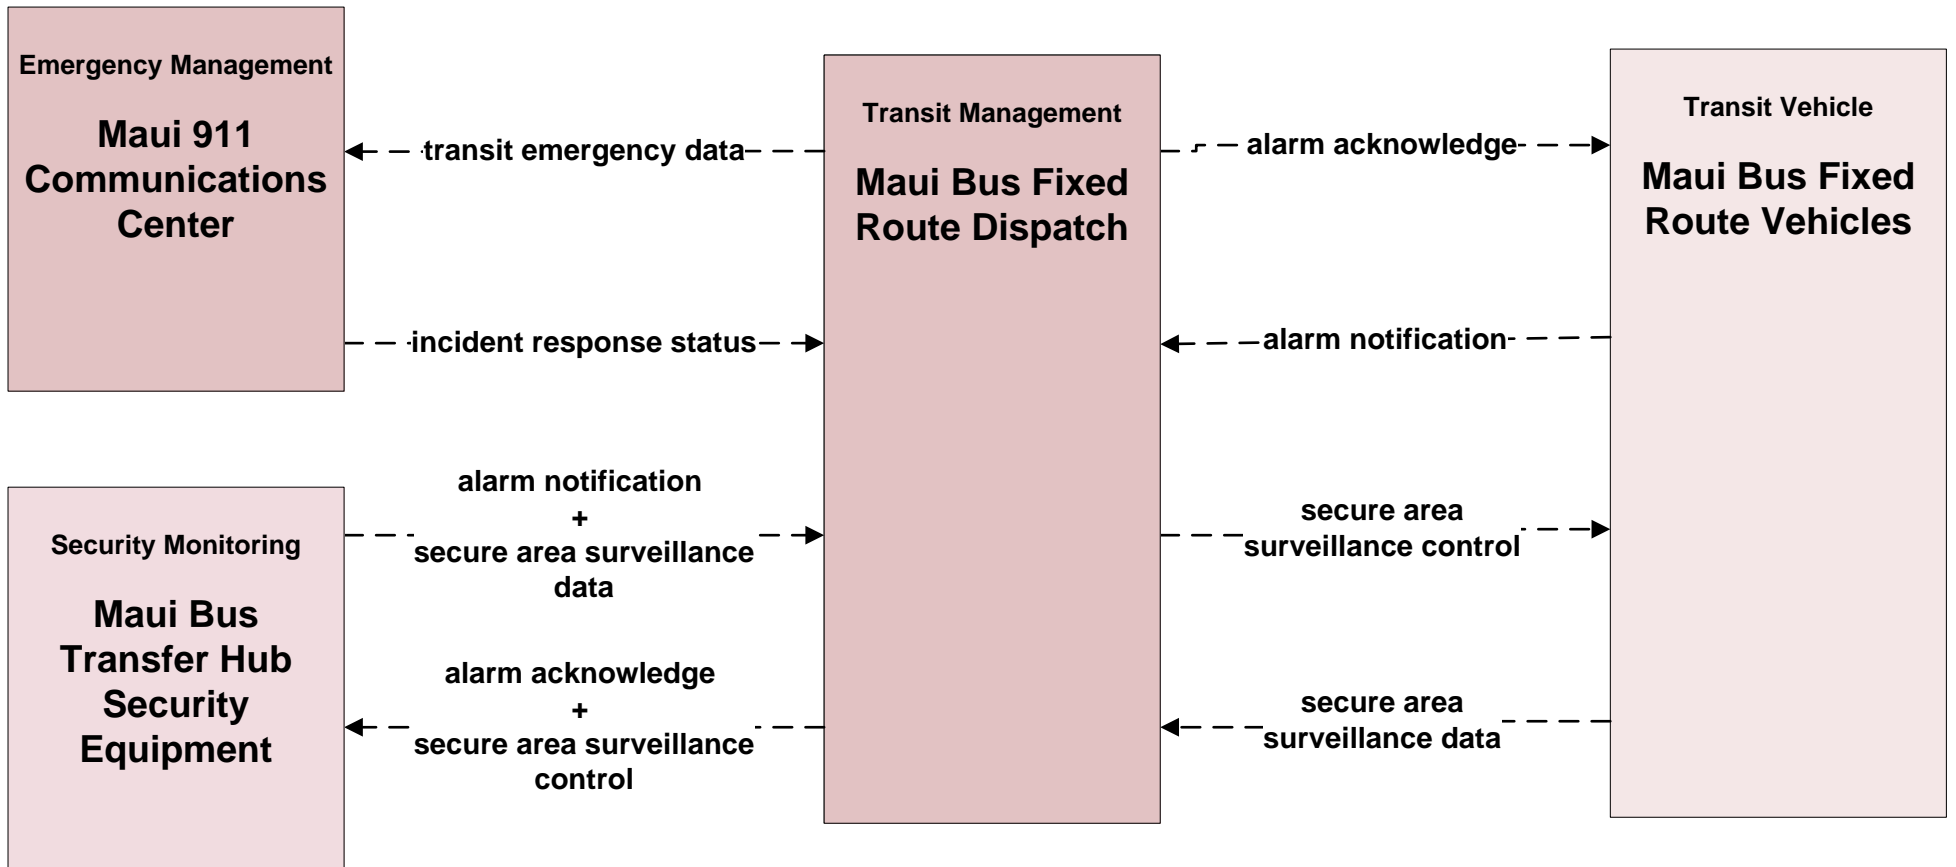 Emergency Management
Maui 911
Communications
Center
transit emergency data
incident response status
Security Monitoring
Maui Bus
Transfer Hub
Security
Equipment
alarm notification
+
secure area surveillance
data
alarm acknowledge
+
secure area surveillance
control
Transit Management
Maui Bus Fixed
Route Dispatch
alarm acknowledge
alarm notification
secure area
surveillance control
secure area
surveillance data
Transit Vehicle
Maui Bus Fixed
Route Vehicles